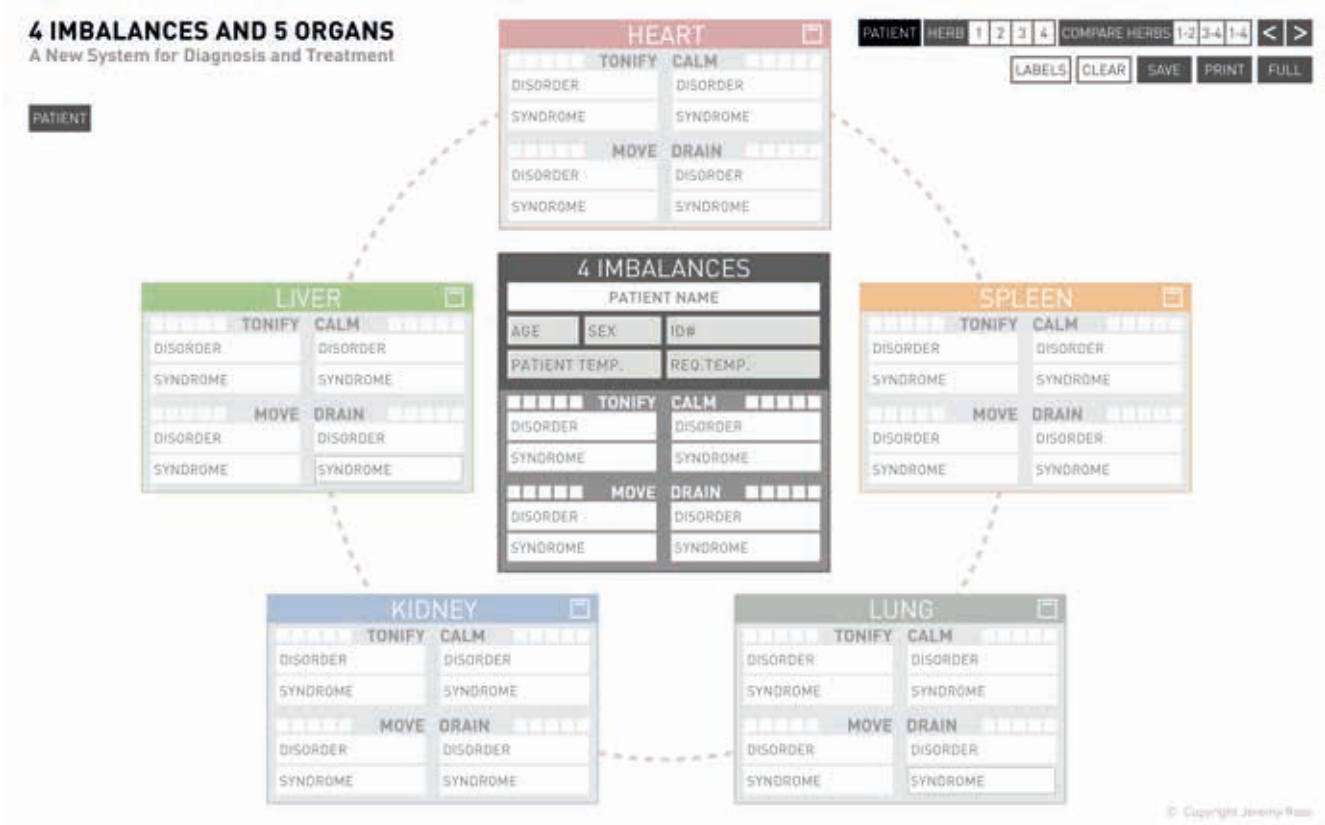 4 IMBALANCES AND 5 ORGANS
A New System for Diagnosis and Treatment
PATIENT HERB 1 2 3 4 COMPARE HERBS 1-2 3-4 1-4 < >
LABELS CLEAR SAVE PRINT FULL
PATIENT
HEART
TONIFY CALM
DISORDER DISORDER
SYNDROME SYNDROME
MOVE DRAIN
DISORDER DISORDER
SYNDROME SYNDROME
4 IMBALANCES
PATIENT NAME
AGE SEX ID#
PATIENT TEMP. REQ.TEMP.
TONIFY CALM
DISORDER DISORDER
SYNDROME SYNDROME
MOVE DRAIN
DISORDER DISORDER
SYNDROME SYNDROME
LIVER
TONIFY CALM
DISORDER DISORDER
SYNDROME SYNDROME
MOVE DRAIN
DISORDER DISORDER
SYNDROME SYNDROME
SPLEEN
TONIFY CALM
DISORDER DISORDER
SYNDROME SYNDROME
MOVE DRAIN
DISORDER DISORDER
SYNDROME SYNDROME
KIDNEY
TONIFY CALM
DISORDER DISORDER
SYNDROME SYNDROME
MOVE DRAIN
DISORDER DISORDER
SYNDROME SYNDROME
LUNG
TONIFY CALM
DISORDER DISORDER
SYNDROME SYNDROME
MOVE DRAIN
DISORDER DISORDER
SYNDROME SYNDROME
© Copyright Jeremy Ross